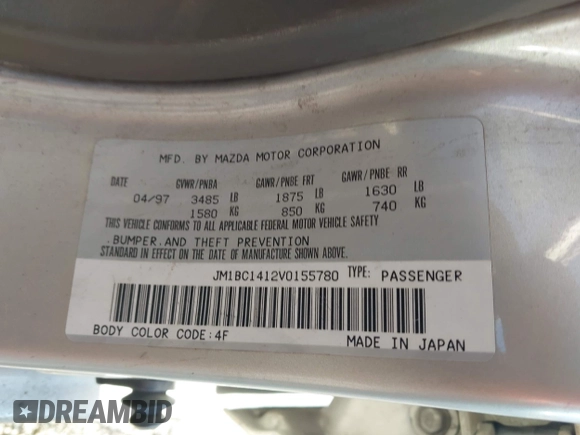 MFD. BY MAZDA MOTOR CORPORATION
DATE GVWR/PNBA GAWR/PNBE FRT GAWR/PNBE RR
04/97 3485 LB 1875 LB 1630 LB
1580 KG 850 KG 740 KG
THIS VEHICLE CONFORMS TO ALL APPLICABLE FEDERAL MOTOR VEHICLE SAFETY
BUMPER AND THEFT PREVENTION
STANDARD IN EFFECT ON THE DATE OF MANUFACTURE SHOWN ABOVE.
JM1BC1412V0155780 TYPE: PASSENGER
BODY COLOR CODE:4F MADE IN JAPAN
DREAMBID